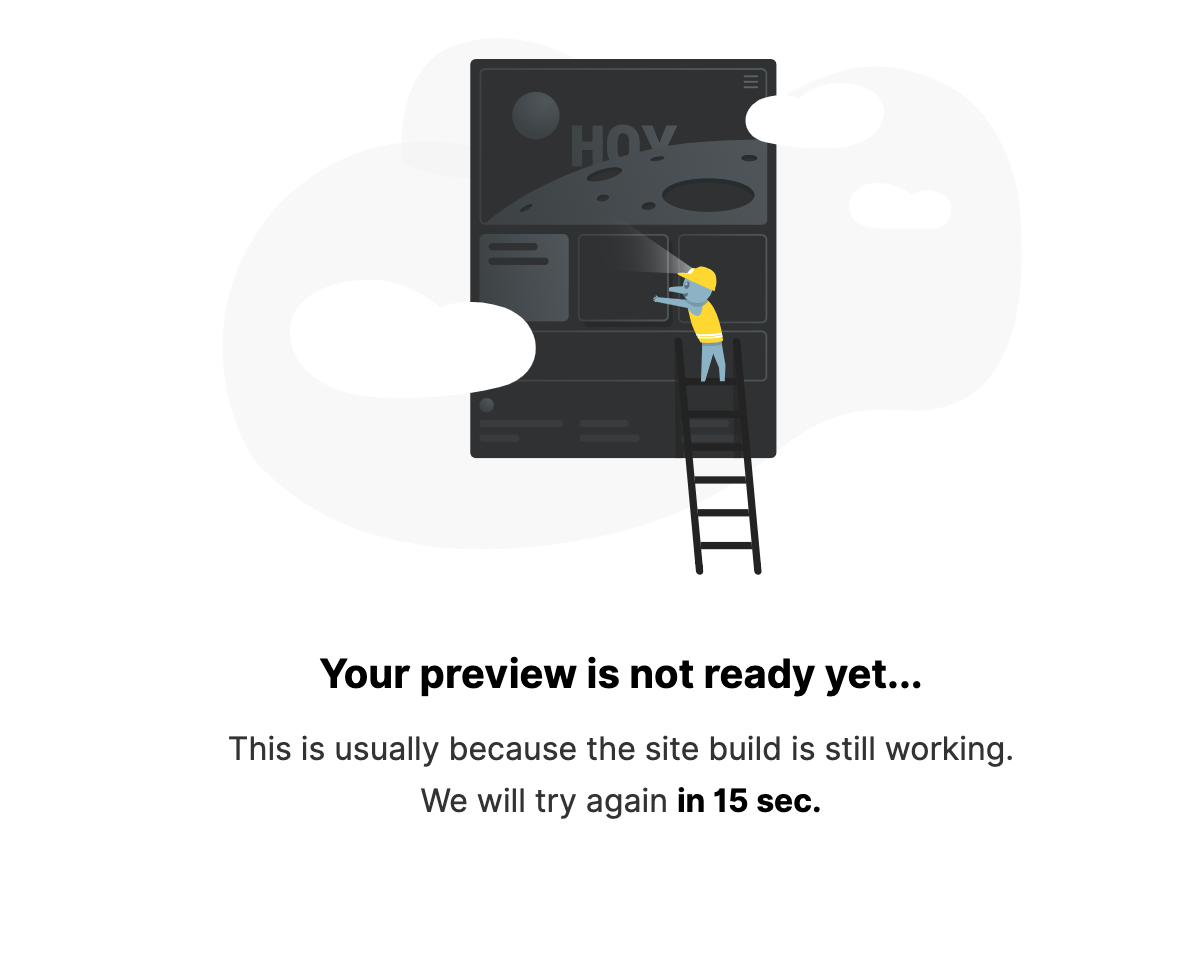 HOY
Your preview is not ready yet...
This is usually because the site build is still working.
We will try again in 15 sec.